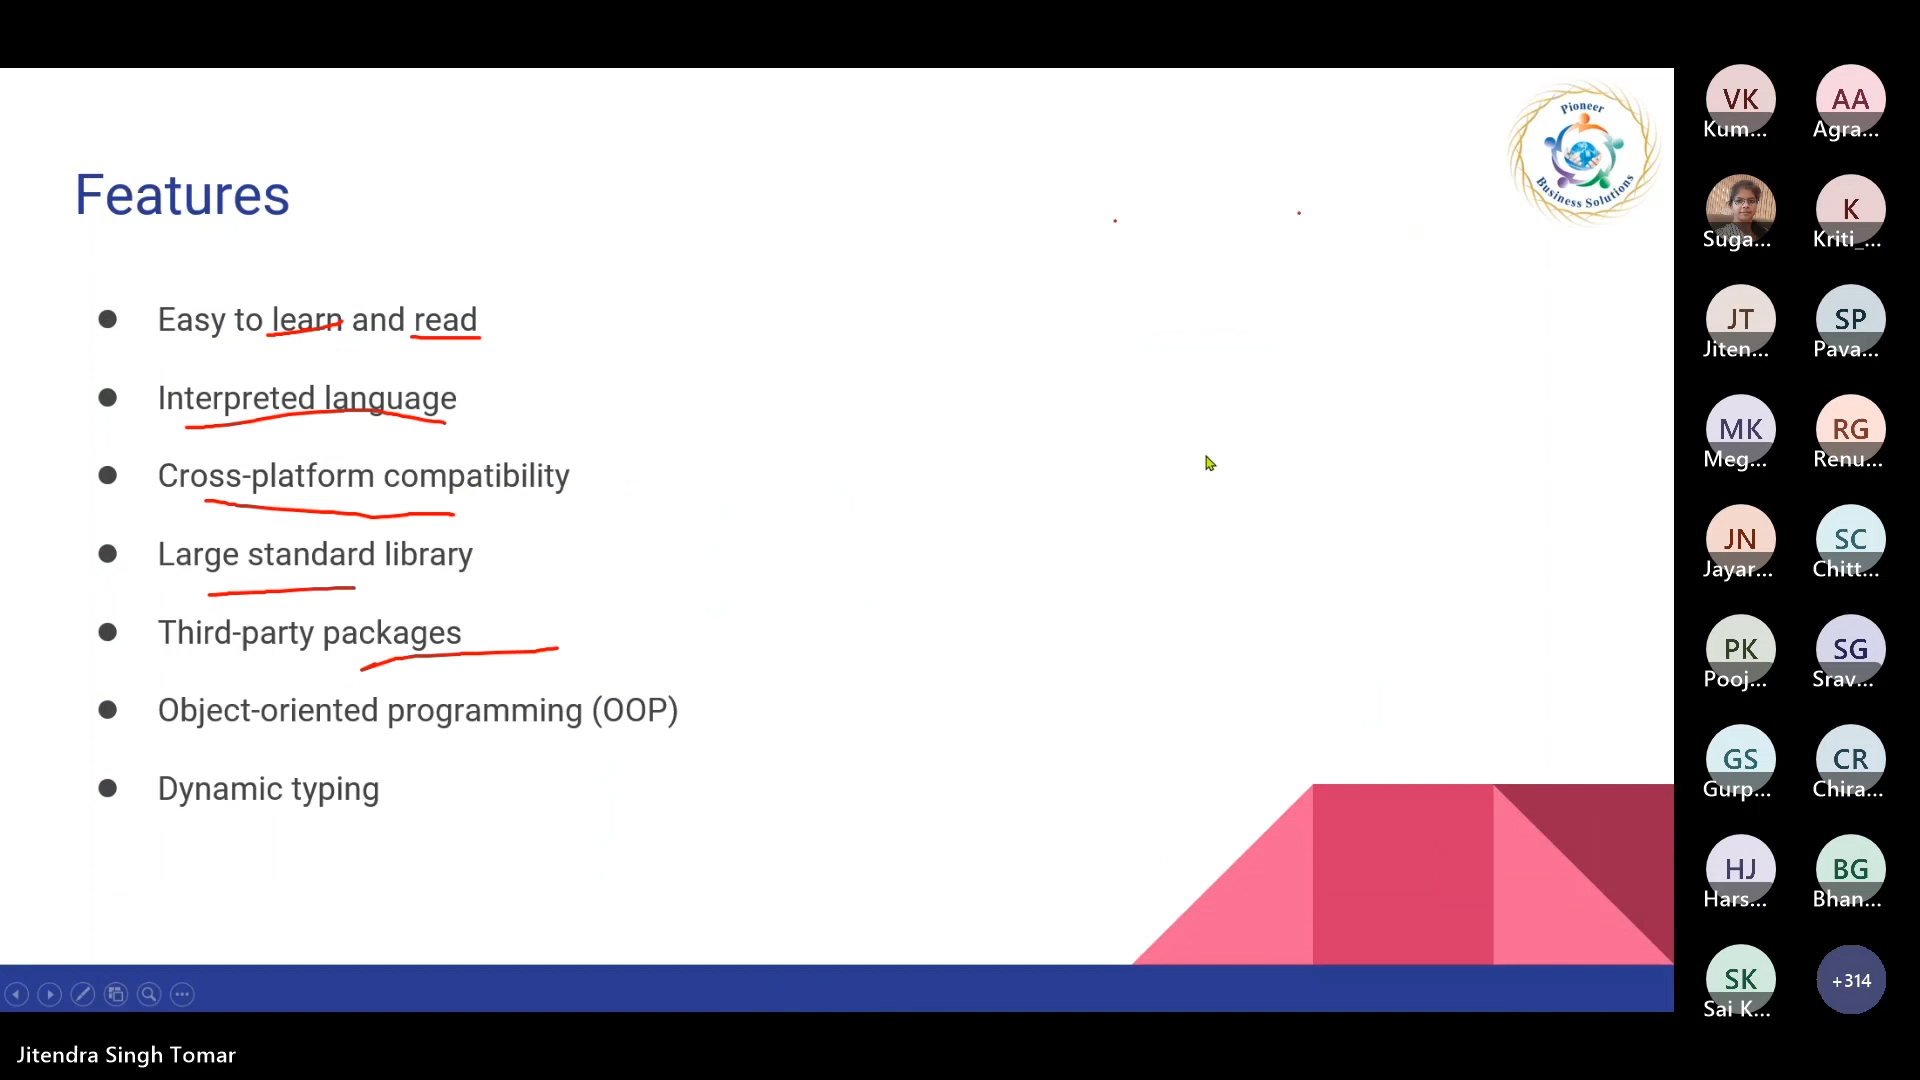 Pioneer
Business Solutions
Features
Easy to learn and read
Interpreted language
Cross-platform compatibility
Large standard library
Third-party packages
Object-oriented programming (OOP)
Dynamic typing
VK
Kum...
AA
Agra...
Suga...
K
Kriti_...
JT
Jiten...
SP
Pava...
MK
Meg...
RG
Renu...
JN
Jayar...
SC
Chitt...
PK
Pooj...
SG
Srav...
GS
Gurp...
CR
Chira...
HJ
Hars...
BG
Bhan...
SK
Sai K...
+314
Jitendra Singh Tomar